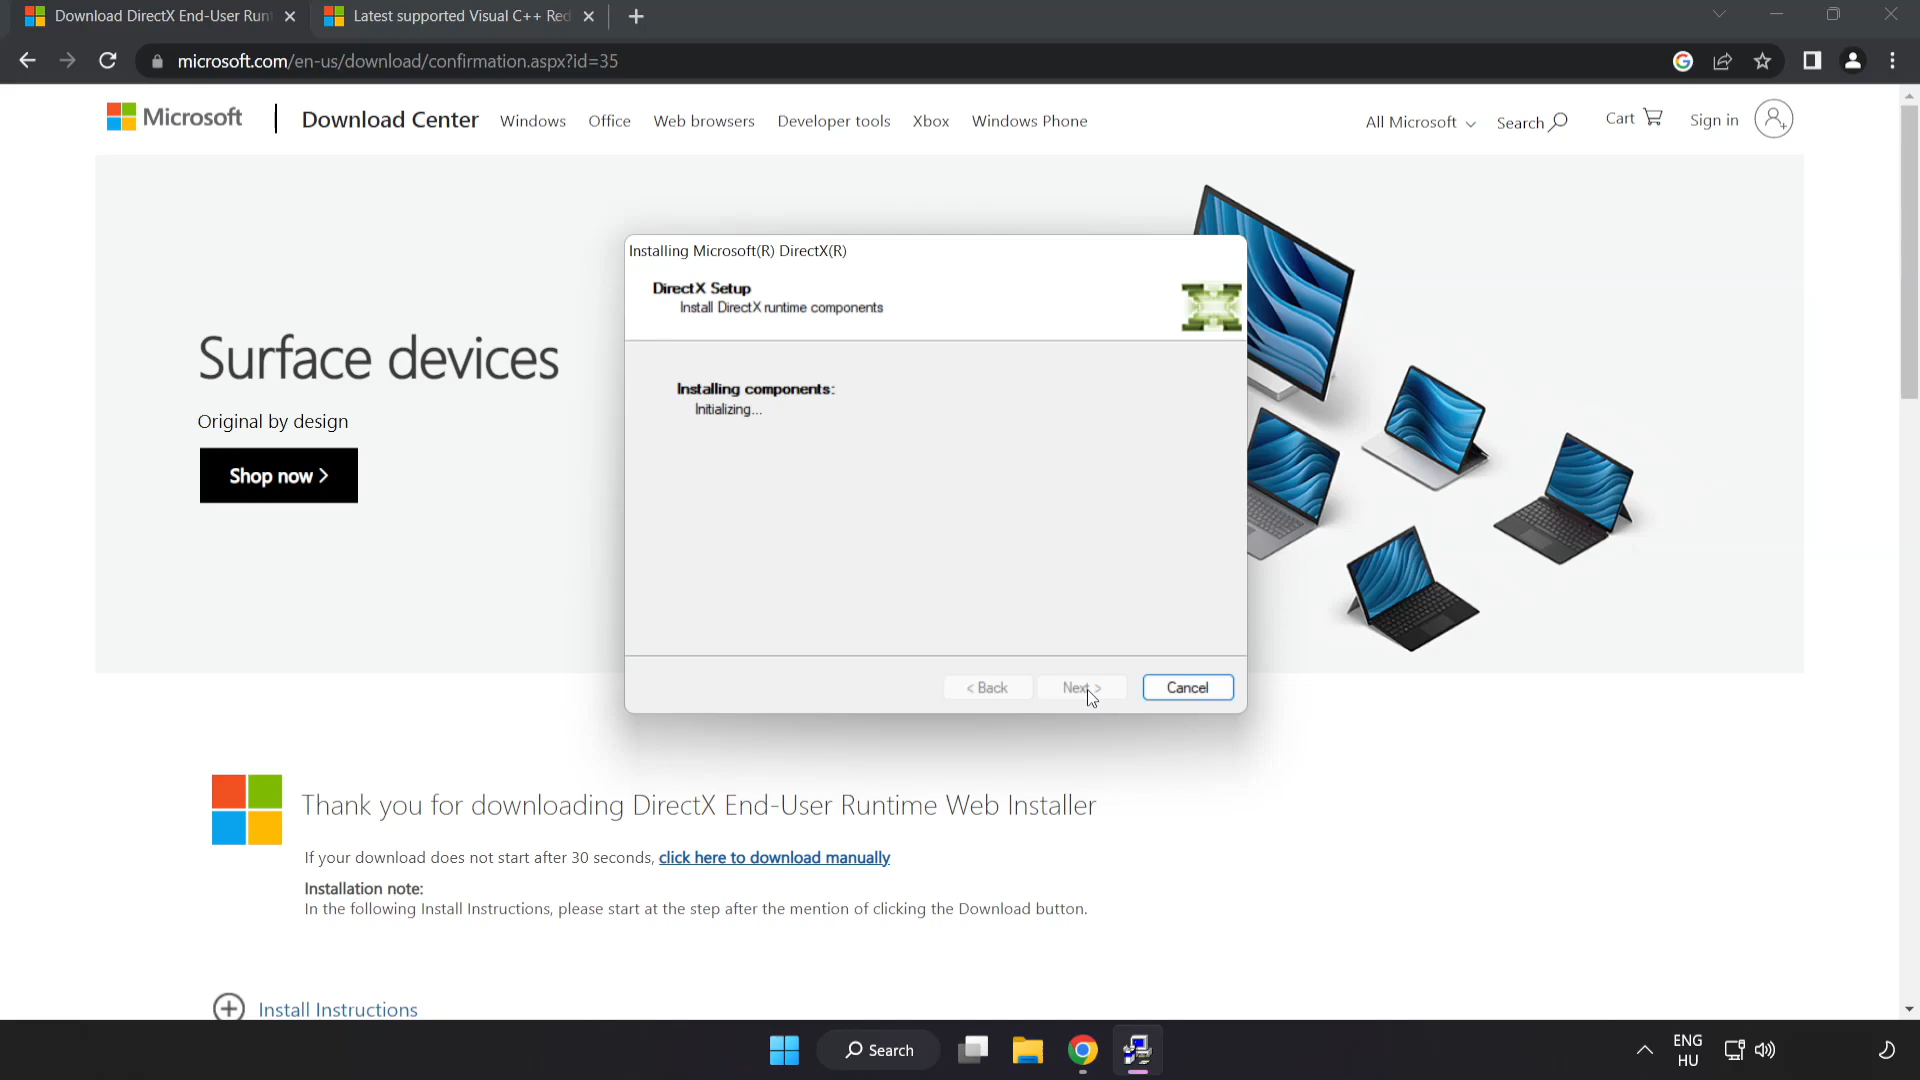 Download DirectX End-User Run
Latest supported Visual C++ Red
microsoft.com/en-us/download/confirmation.aspx?id=35
Microsoft
Download Center
Windows
Office
Web browsers
Developer tools
Xbox
Windows Phone
All Microsoft
Search
Cart
Sign in
Surface devices
Original by design
Shop now >
Installing Microsoft(R) DirectX(R)
DirectX Setup
Install DirectX runtime components
Installing components:
Initializing...
< Back
Next >
Cancel
Thank you for downloading DirectX End-User Runtime Web Installer
If your download does not start after 30 seconds, click here to download manually
Installation note:
In the following Install Instructions, please start at the step after the mention of clicking the Download button.
Install Instructions
Search
ENG
HU